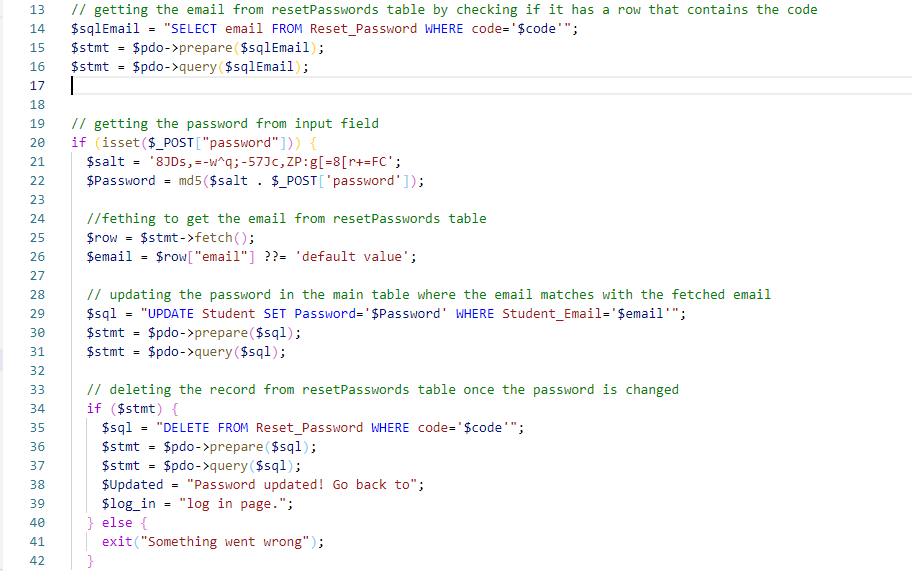 13 // getting the email from resetPasswords table by checking if it has a row that contains the code
14 $sqlEmail = "SELECT email FROM Reset_Password WHERE code='$code'";
15 $stmt = $pdo->prepare($sqlEmail);
16 $stmt = $pdo->query($sqlEmail);
17
18
19 // getting the password from input field
20 if (isset($_POST["password"])) {
21 $salt = '8JDs,=-w^q;-57Jc,ZP:g[=8[r+=FC';
22 $Password = md5($salt . $_POST['password']);
23
24 //fething to get the email from resetPasswords table
25 $row = $stmt->fetch();
26 $email = $row["email"] ??= 'default value';
27
28 // updating the password in the main table where the email matches with the fetched email
29 $sql = "UPDATE Student SET Password='$Password' WHERE Student_Email='$email'";
30 $stmt = $pdo->prepare($sql);
31 $stmt = $pdo->query($sql);
32
33 // deleting the record from resetPasswords table once the password is changed
34 if ($stmt) {
35 $sql = "DELETE FROM Reset_Password WHERE code='$code'";
36 $stmt = $pdo->prepare($sql);
37 $stmt = $pdo->query($sql);
38 $Updated = "Password updated! Go back to";
39 $log_in = "log in page.";
40 } else {
41 exit("Something went wrong");
42 }